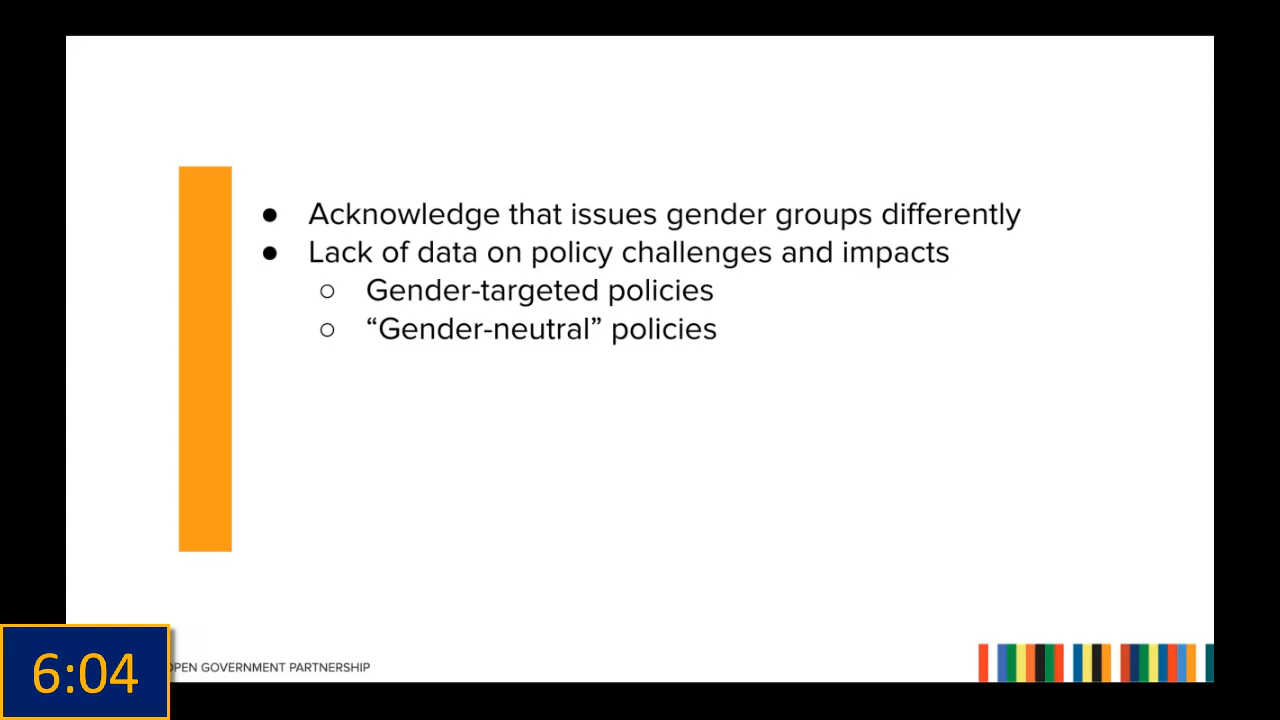 ● Acknowledge that issues gender groups differently
● Lack of data on policy challenges and impacts
○ Gender-targeted policies
○ “Gender-neutral” policies
OPEN GOVERNMENT PARTNERSHIP
6:04